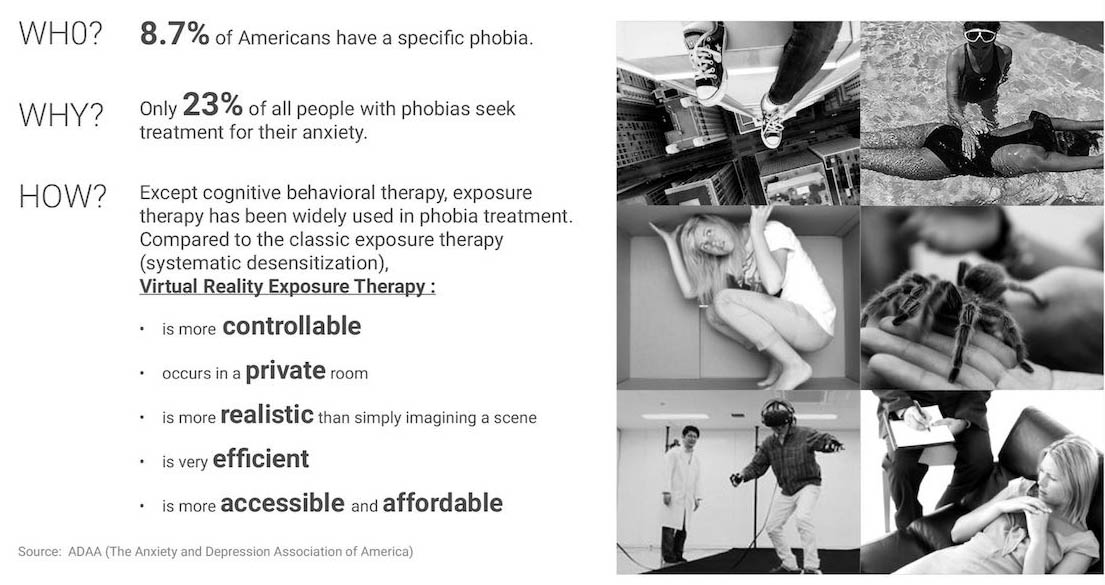 WHO?
8.7% of Americans have a specific phobia.
WHY?
Only 23% of all people with phobias seek
treatment for their anxiety.
HOW?
Except cognitive behavioral therapy, exposure
therapy has been widely used in phobia treatment.
Compared to the classic exposure therapy
(systematic desensitization),
Virtual Reality Exposure Therapy :
• is more controllable
• occurs in a private room
• is more realistic than simply imagining a scene
• is very efficient
• is more accessible and affordable
Source: ADAA (The Anxiety and Depression Association of America)